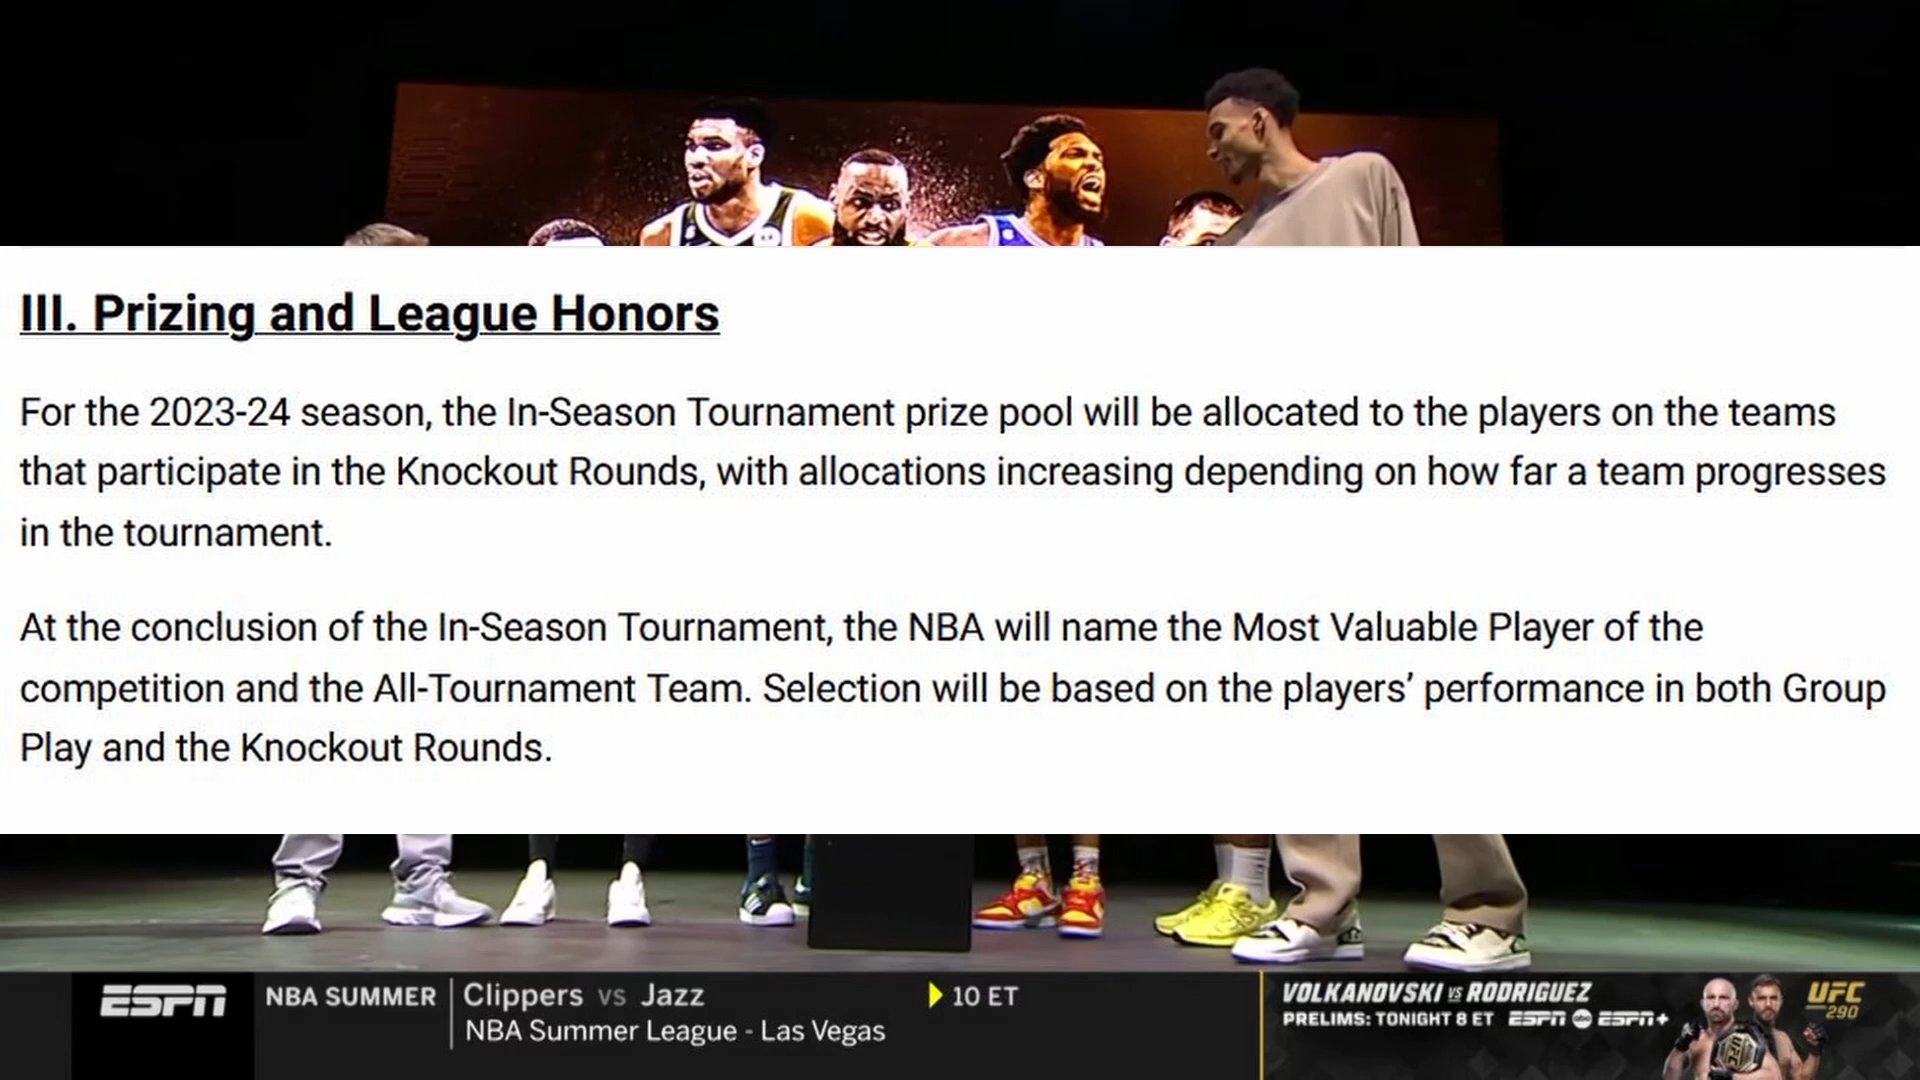 III. Prizing and League Honors
For the 2023-24 season, the In-Season Tournament prize pool will be allocated to the players on the teams
that participate in the Knockout Rounds, with allocations increasing depending on how far a team progresses
in the tournament.
At the conclusion of the In-Season Tournament, the NBA will name the Most Valuable Player of the
competition and the All-Tournament Team. Selection will be based on the players’ performance in both Group
Play and the Knockout Rounds.
ESPN
NBA SUMMER
Clippers vs Jazz
10 ET
NBA Summer League - Las Vegas
VOLKANOVSKI VS RODRIGUEZ
PRELIMS: TONIGHT 8 ET ESPN abc ESPN+
UFC
290